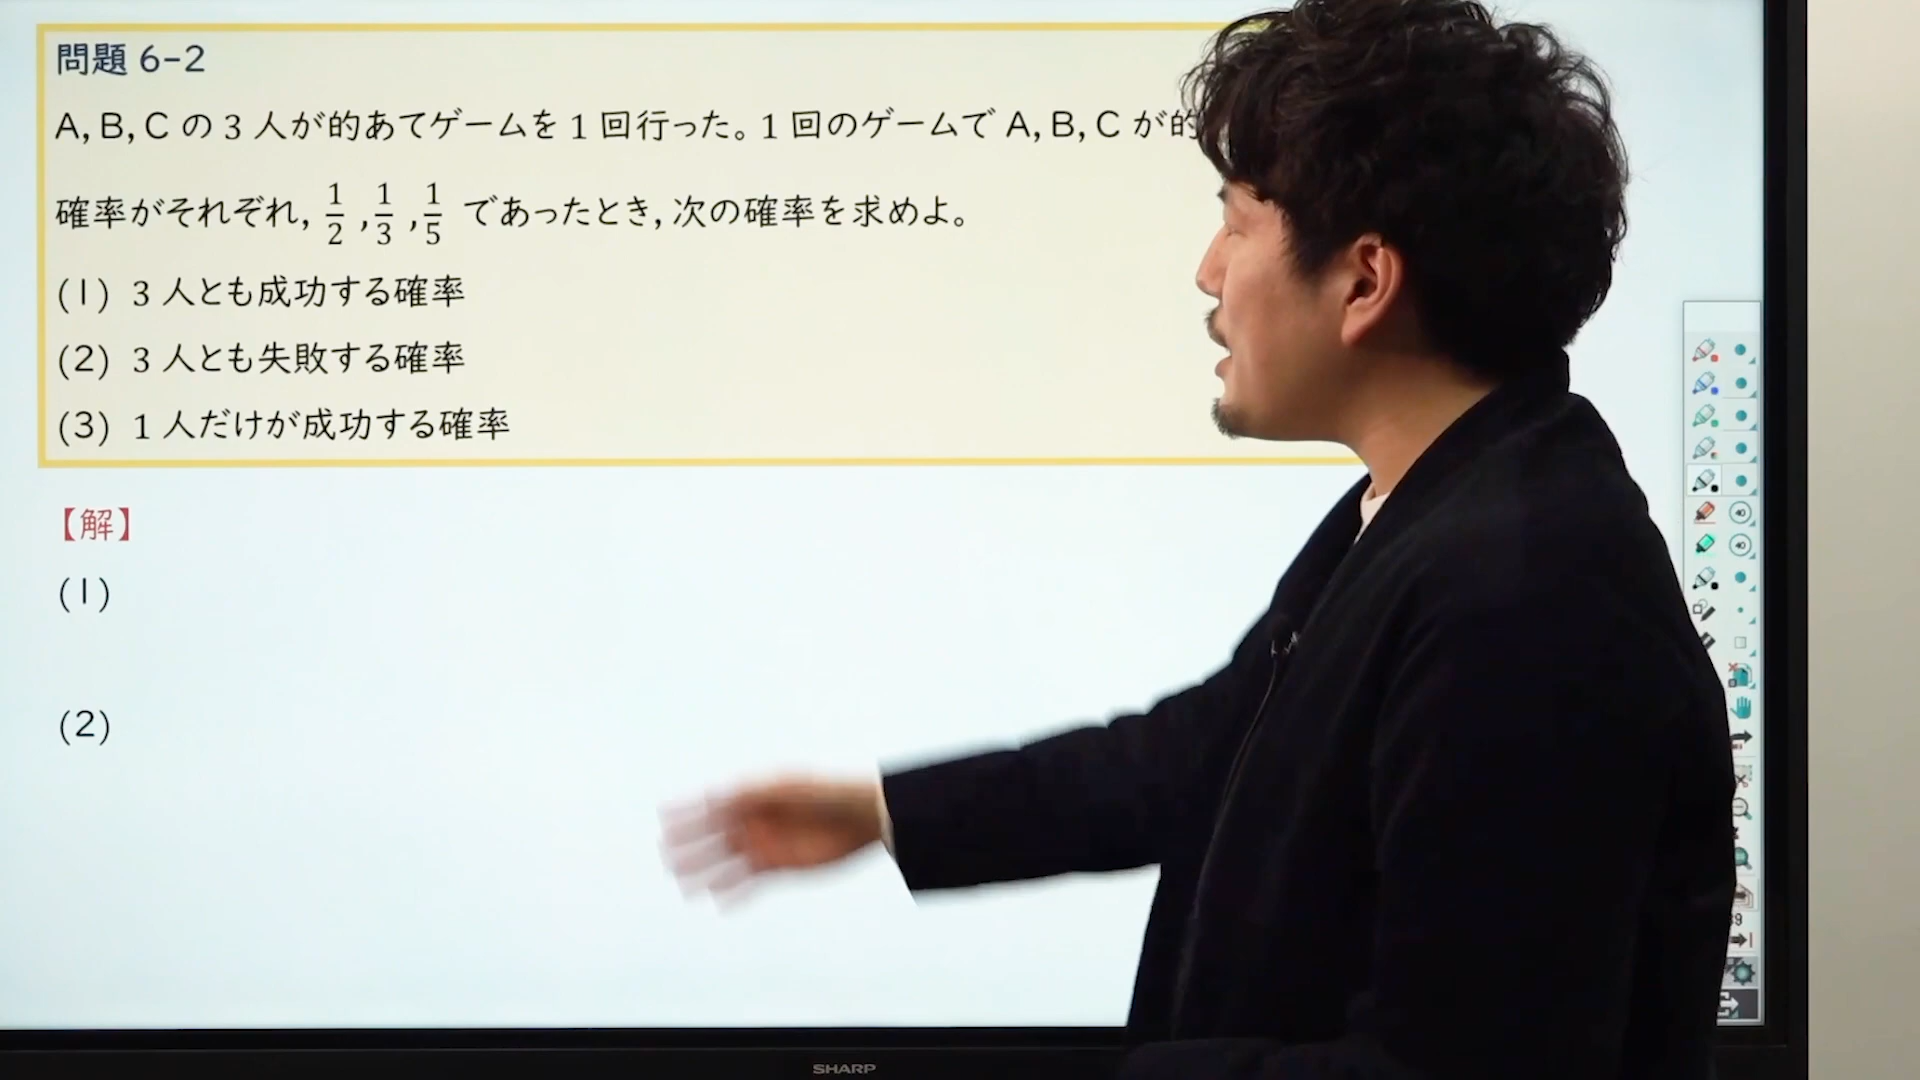 問題 6-2
A, B, C の 3 人が的あてゲームを 1 回行った。1 回のゲームで A, B, C が的
確率がそれぞれ, 1/2 , 1/3 , 1/5 であったとき, 次の確率を求めよ。
(1) 3 人とも成功する確率
(2) 3 人とも失敗する確率
(3) 1 人だけが成功する確率
【解】
(1)
(2)
SHARP